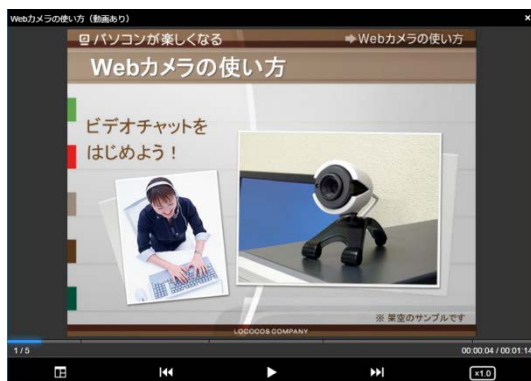 Webカメラの使い方（動画あり）
×
パソコンが楽しくなる
➡Webカメラの使い方
Webカメラの使い方
ビデオチャットを
はじめよう！
※ 架空のサンプルです
LOCOCOS COMPANY
1 / 5
00:00:04 / 00:01:14
×1.0